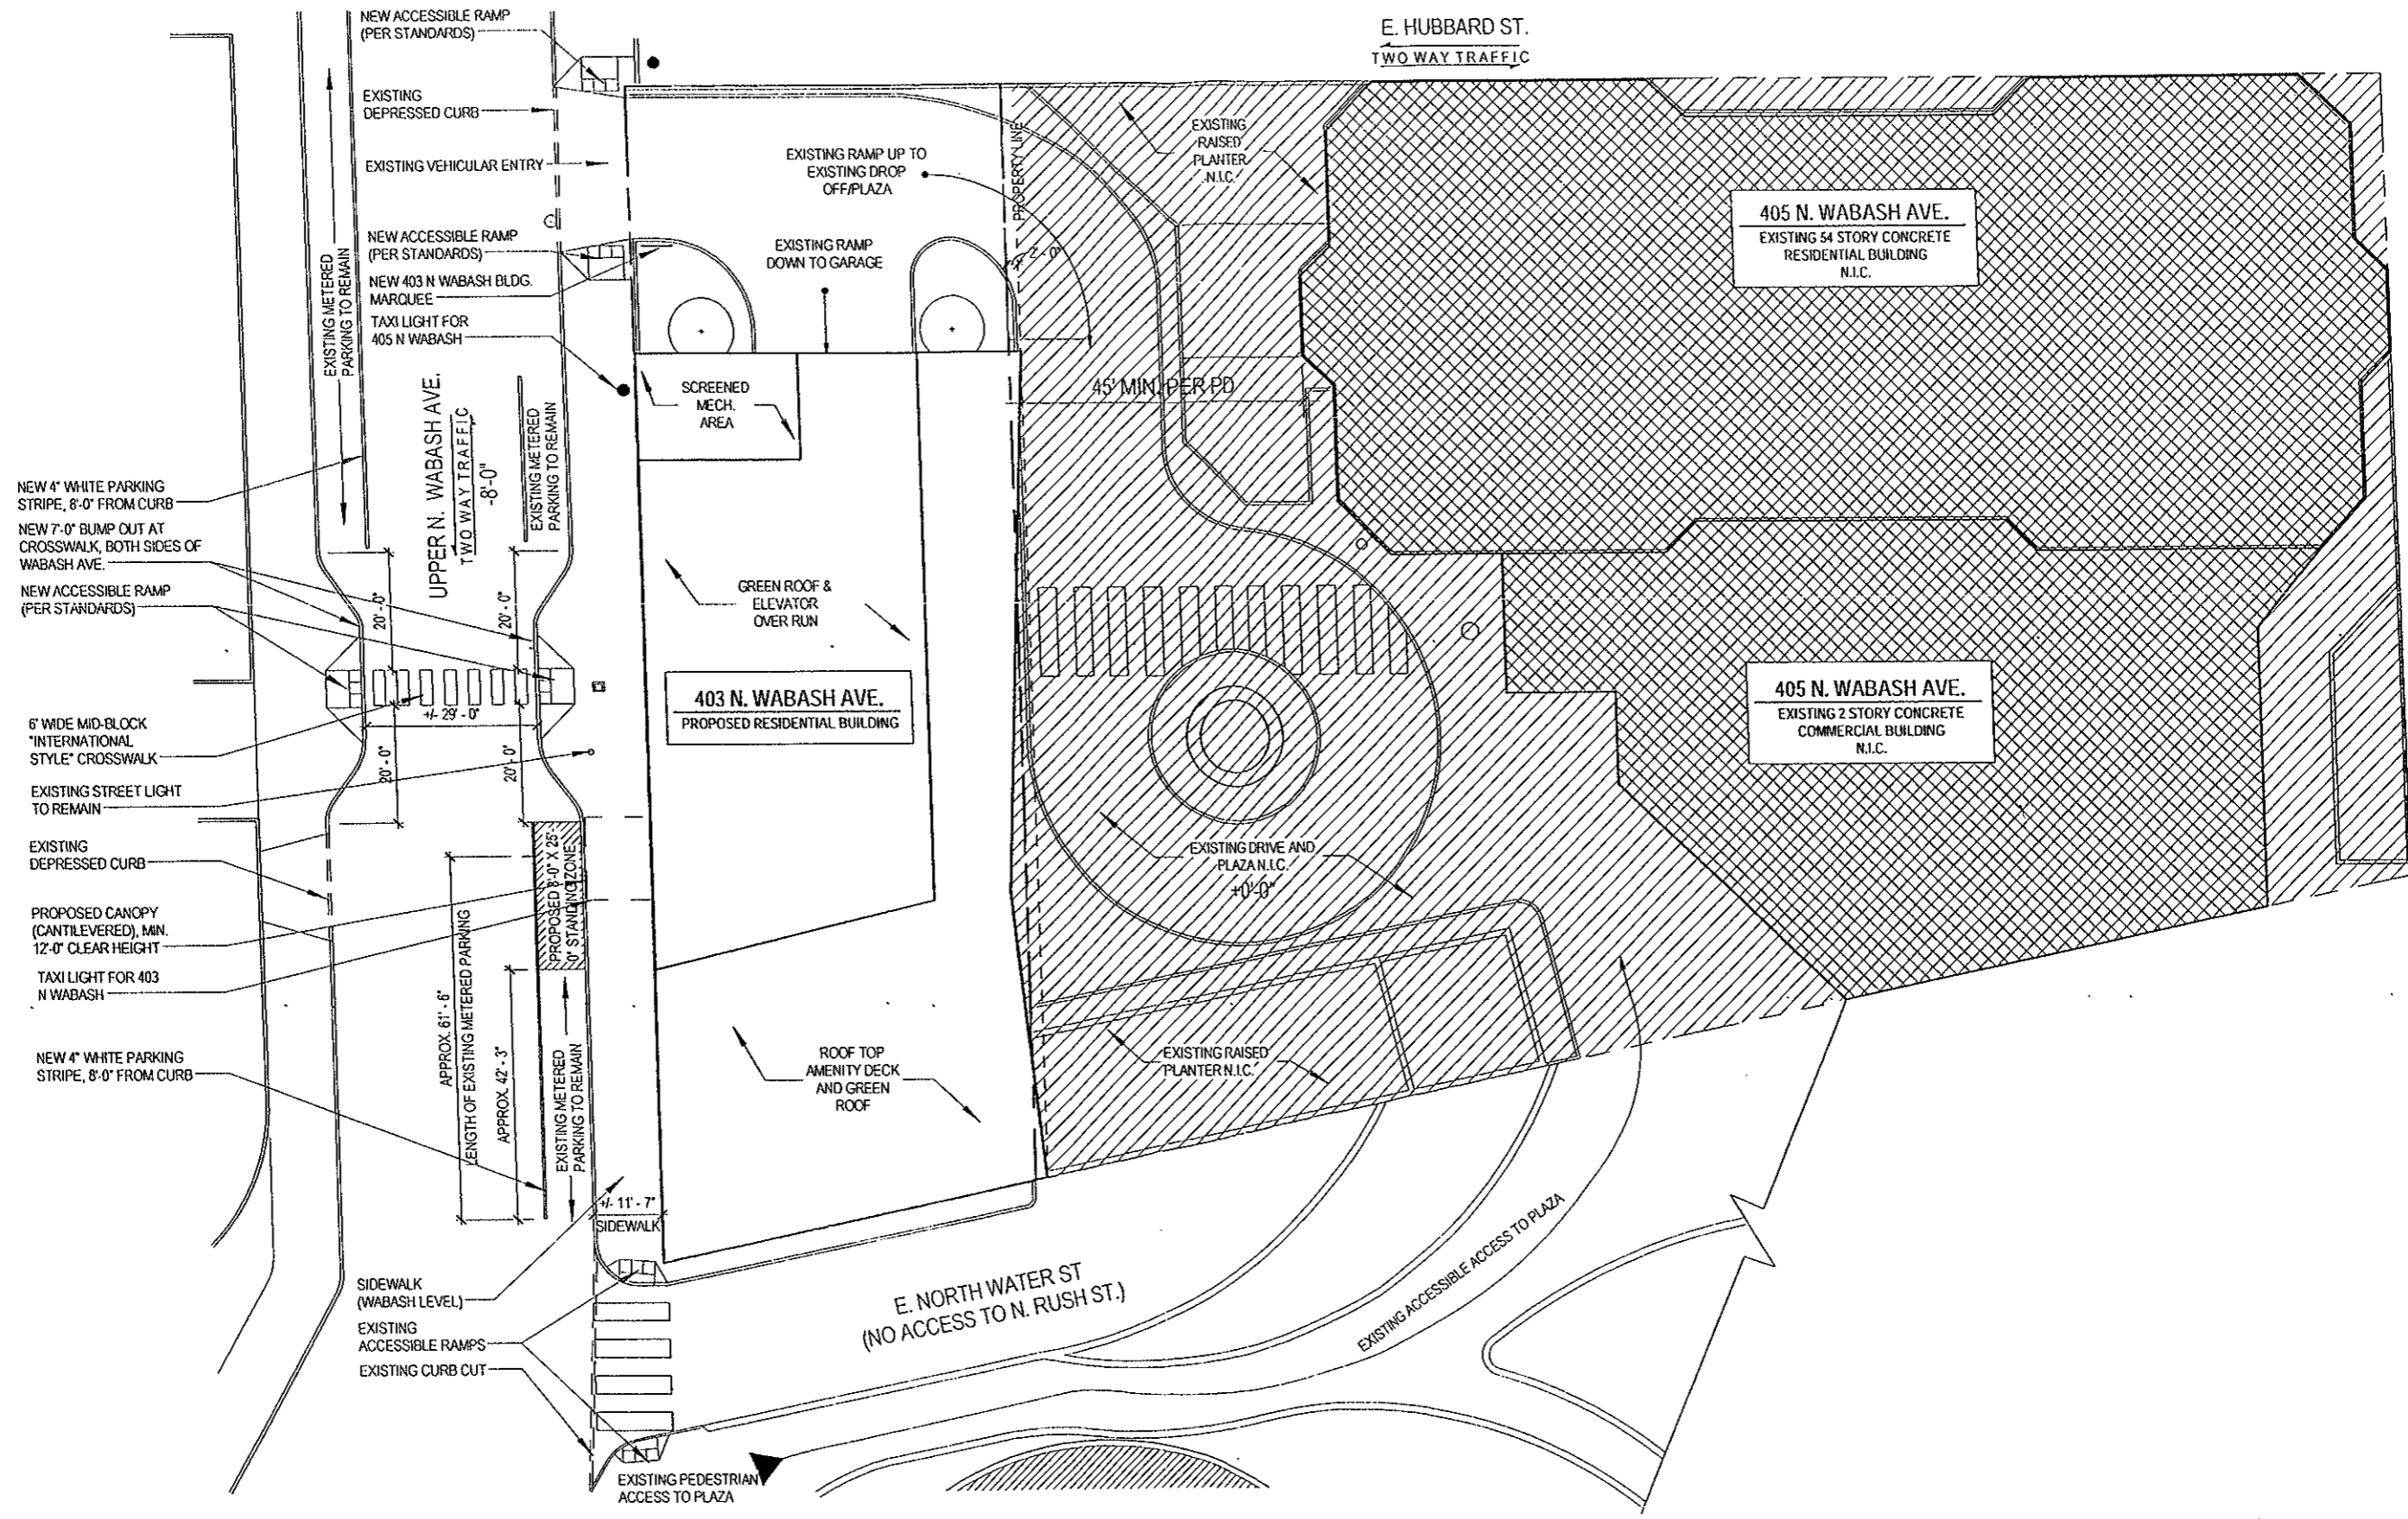 NEW ACCESSIBLE RAMP
(PER STANDARDS)
E. HUBBARD ST.
TWO WAY TRAFFIC
EXISTING
DEPRESSED CURB
EXISTING VEHICULAR ENTRY
EXISTING RAMP UP TO
EXISTING DROP
OFF/PLAZA
PROPERTY LINE
EXISTING
RAISED
PLANTER
N.I.C.
405 N. WABASH AVE.
EXISTING 54 STORY CONCRETE
RESIDENTIAL BUILDING
N.I.C.
NEW ACCESSIBLE RAMP
(PER STANDARDS)
EXISTING RAMP
DOWN TO GARAGE
2'-0"
NEW 403 N WABASH BLDG.
MARQUEE
TAXI LIGHT FOR
405 N WABASH
EXISTING METERED
PARKING TO REMAIN
SCREENED
MECH.
AREA
45' MIN. PER PD
UPPER N. WABASH AVE.
TWO WAY TRAFFIC
-8'-0"
EXISTING METERED
PARKING TO REMAIN
NEW 4" WHITE PARKING
STRIPE, 8'-0" FROM CURB
NEW 7'-0" BUMP OUT AT
CROSSWALK, BOTH SIDES OF
WABASH AVE.
NEW ACCESSIBLE RAMP
(PER STANDARDS)
20' - 0"
20' - 0"
GREEN ROOF &
ELEVATOR
OVER RUN
403 N. WABASH AVE.
PROPOSED RESIDENTIAL BUILDING
405 N. WABASH AVE.
EXISTING 2 STORY CONCRETE
COMMERCIAL BUILDING
N.I.C.
+/- 29' - 0"
6' WIDE MID-BLOCK
"INTERNATIONAL
STYLE" CROSSWALK
20' - 0"
20' - 0"
EXISTING STREET LIGHT
TO REMAIN
EXISTING
DEPRESSED CURB
PROPOSED 8'-0" X 25'-
0" STANDING ZONE
EXISTING DRIVE AND
PLAZA N.I.C.
+0'-0"
PROPOSED CANOPY
(CANTILEVERED), MIN.
12'-0" CLEAR HEIGHT
TAXI LIGHT FOR 403
N WABASH
APPROX. 61' - 6"
LENGTH OF EXISTING METERED PARKING
APPROX. 42' - 3"
EXISTING METERED
PARKING TO REMAIN
NEW 4" WHITE PARKING
STRIPE, 8'-0" FROM CURB
ROOF TOP
AMENITY DECK
AND GREEN
ROOF
EXISTING RAISED
PLANTER N.I.C.
+/- 11' - 7"
SIDEWALK
SIDEWALK
(WABASH LEVEL)
E. NORTH WATER ST
(NO ACCESS TO N. RUSH ST.)
EXISTING ACCESSIBLE ACCESS TO PLAZA
EXISTING
ACCESSIBLE RAMPS
EXISTING CURB CUT
EXISTING PEDESTRIAN
ACCESS TO PLAZA